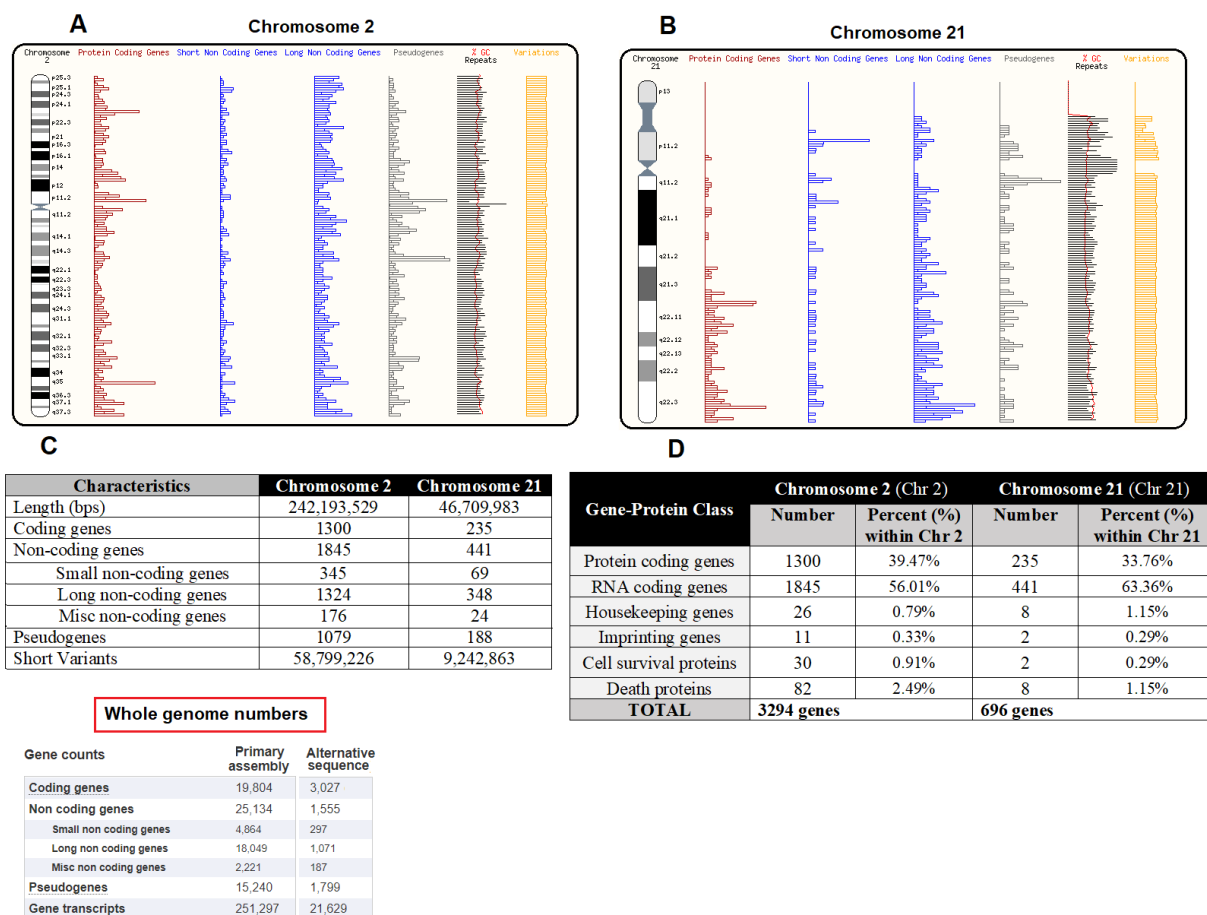 A
Chromosome 2
Chromosome
2
Protein Coding Genes
Short Non Coding Genes
Long Non Coding Genes
Pseudogenes
% GC
Repeats
Variations
p25.3
p25.1
p24.3
p24.1
p22.3
p21
p16.3
p16.1
p14
p12
p11.2
q11.2
q14.1
q14.3
q22.1
q22.3
q23.3
q24.1
q24.3
q31.1
q32.1
q32.3
q33.1
q34
q35
q36.3
q37.1
q37.3
B
Chromosome 21
Chromosome
21
Protein Coding Genes
Short Non Coding Genes
Long Non Coding Genes
Pseudogenes
% GC
Repeats
Variations
p13
p11.2
q11.2
q21.1
q21.2
q21.3
q22.11
q22.12
q22.13
q22.2
q22.3
C
Characteristics Chromosome 2 Chromosome 21
Length (bps) 242,193,529 46,709,983
Coding genes 1300 235
Non-coding genes 1845 441
Small non-coding genes 345 69
Long non-coding genes 1324 348
Misc non-coding genes 176 24
Pseudogenes 1079 188
Short Variants 58,799,226 9,242,863
D
Gene-Protein Class Chromosome 2 (Chr 2) Chromosome 21 (Chr 21)
Number Percent (%) within Chr 2 Number Percent (%) within Chr 21
Protein coding genes 1300 39.47% 235 33.76%
RNA coding genes 1845 56.01% 441 63.36%
Housekeeping genes 26 0.79% 8 1.15%
Imprinting genes 11 0.33% 2 0.29%
Cell survival proteins 30 0.91% 2 0.29%
Death proteins 82 2.49% 8 1.15%
TOTAL 3294 genes 696 genes
Whole genome numbers
Gene counts Primary assembly Alternative sequence
Coding genes 19,804 3,027
Non coding genes 25,134 1,555
Small non coding genes 4,864 297
Long non coding genes 18,049 1,071
Misc non coding genes 2,221 187
Pseudogenes 15,240 1,799
Gene transcripts 251,297 21,629